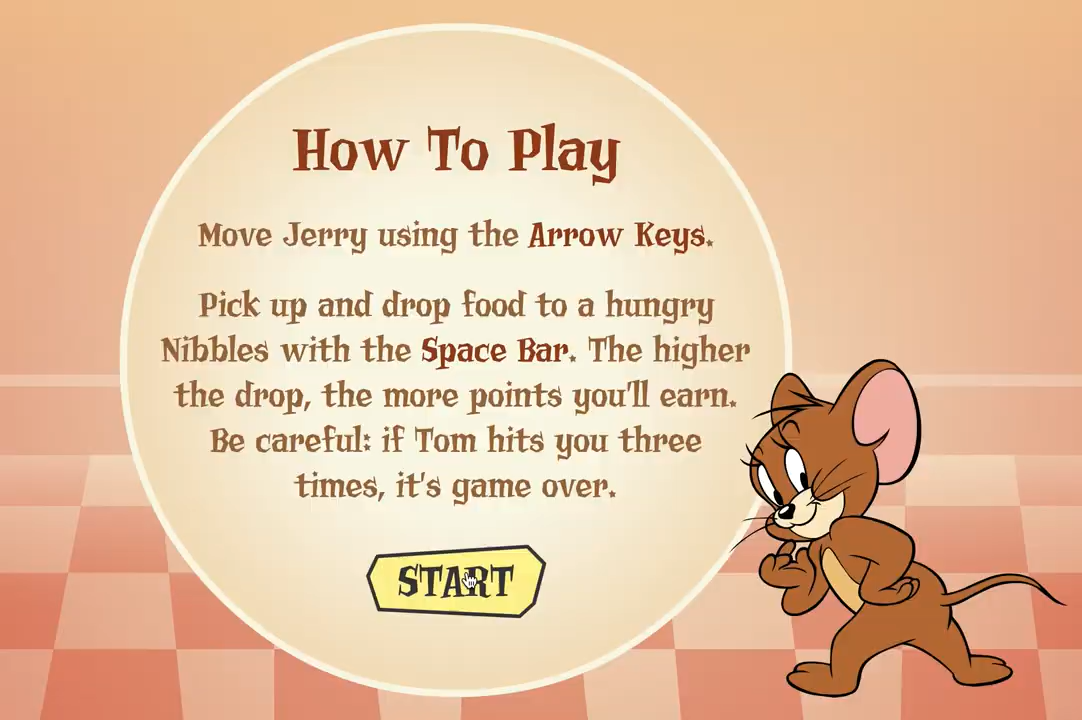 How To Play
Move Jerry using the Arrow Keys.
Pick up and drop food to a hungry
Nibbles with the Space Bar. The higher
the drop, the more points you'll earn.
Be careful: if Tom hits you three
times, it's game over.
START